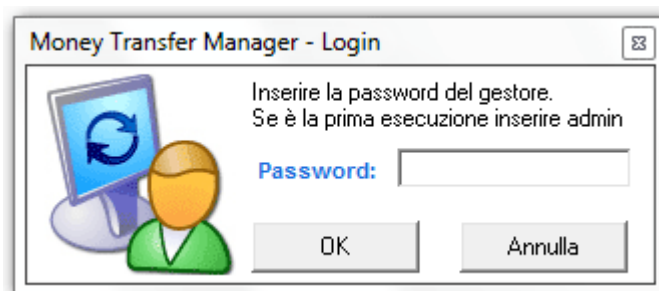 Money Transfer Manager - Login
Inserire la password del gestore.
Se è la prima esecuzione inserire admin
Password:
OK
Annulla